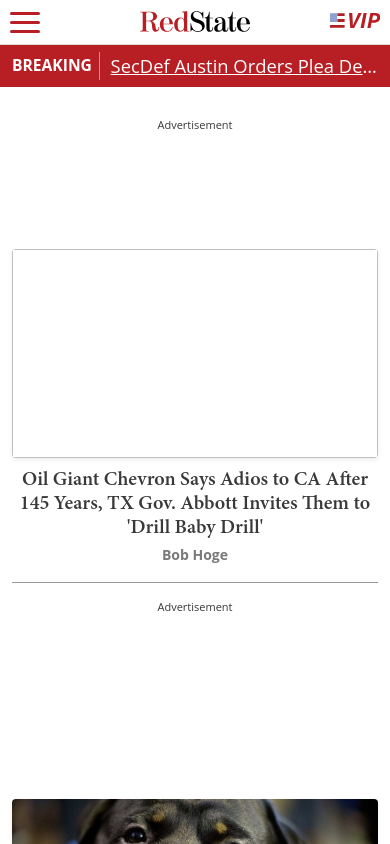 RedState
VIP
BREAKING
SecDef Austin Orders Plea De...
Advertisement
Oil Giant Chevron Says Adios to CA After
145 Years, TX Gov. Abbott Invites Them to
'Drill Baby Drill'
Bob Hoge
Advertisement